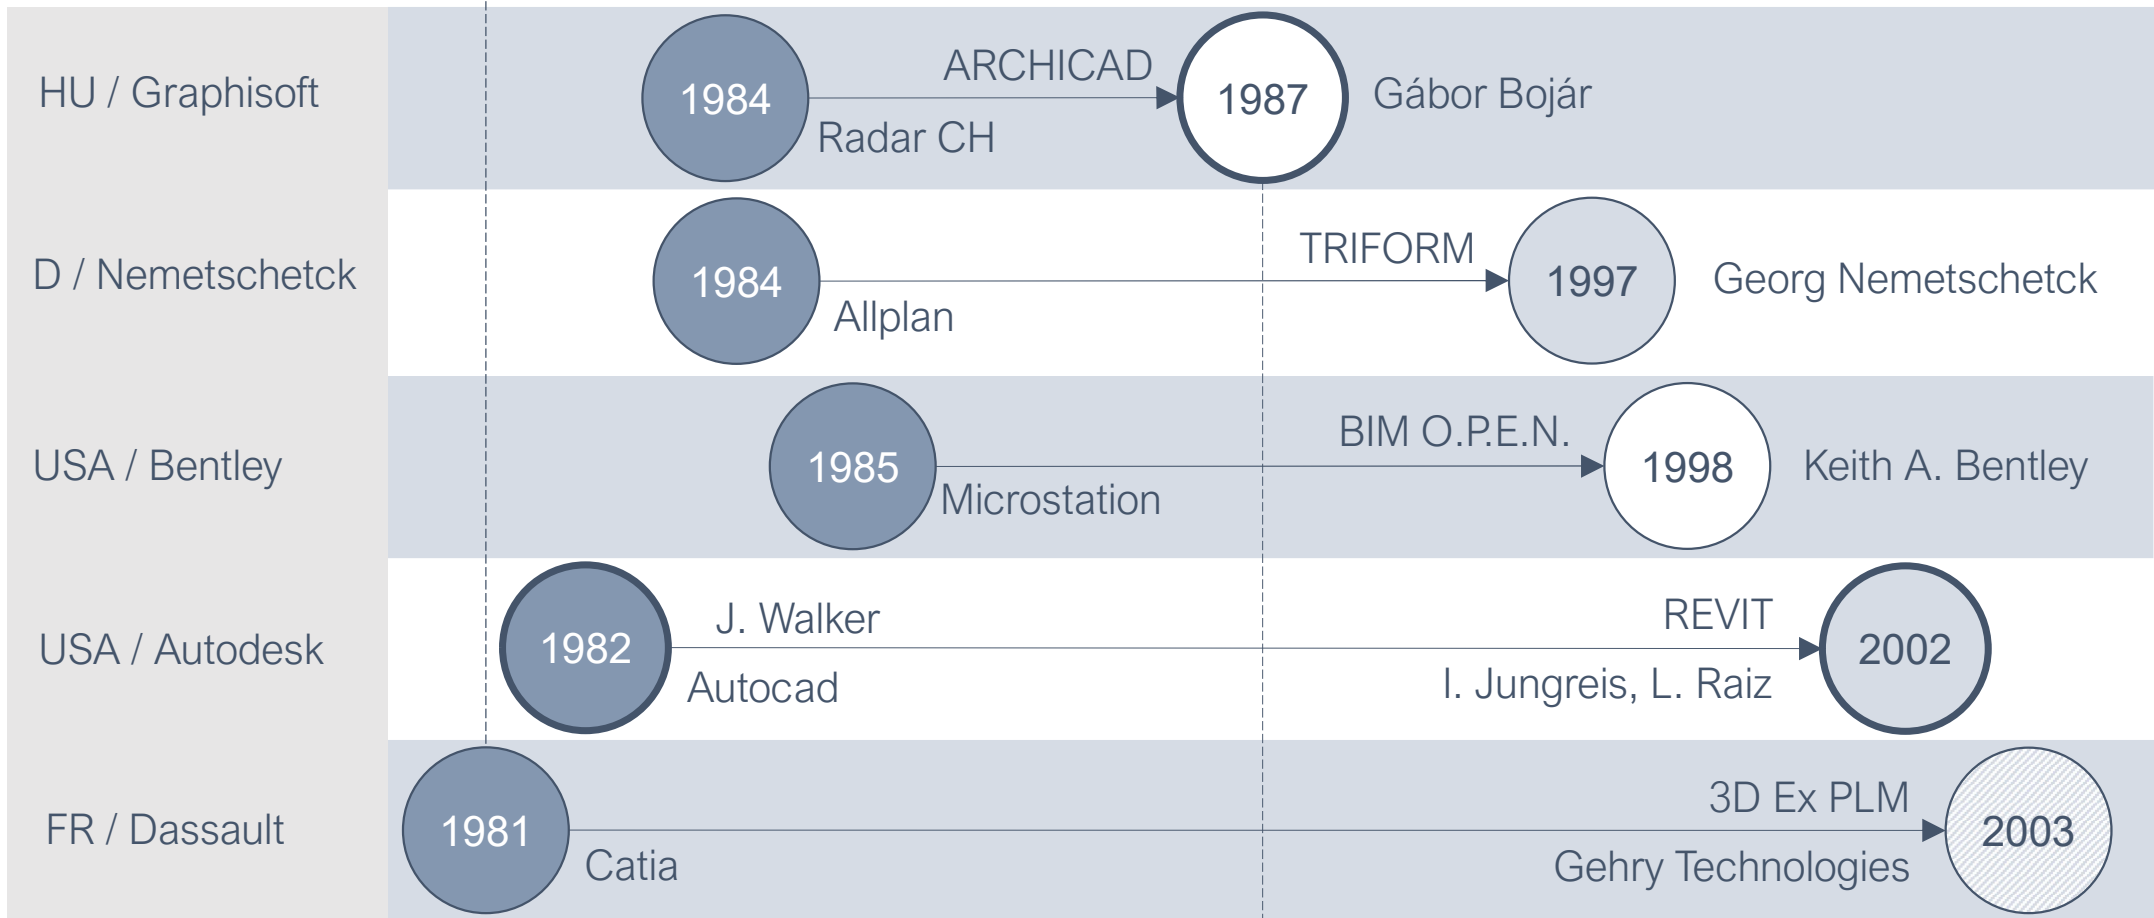 HU / Graphisoft
1984
ARCHICAD
Radar CH
1987
Gábor Bojár
D / Nemetschetck
1984
TRIFORM
Allplan
1997
Georg Nemetschetck
USA / Bentley
1985
BIM O.P.E.N.
Microstation
1998
Keith A. Bentley
USA / Autodesk
1982
J. Walker
Autocad
REVIT
I. Jungreis, L. Raiz
2002
FR / Dassault
1981
Catia
3D Ex PLM
Gehry Technologies
2003